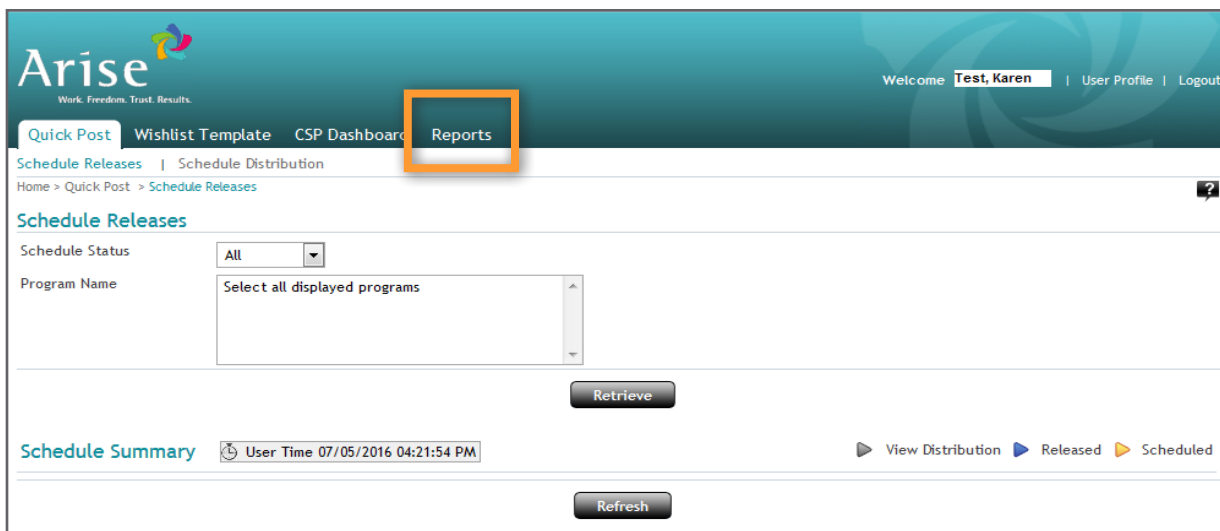 Arise
Work. Freedom. Trust. Results.
Welcome Test, Karen | User Profile | Logout
Quick Post Wishlist Template CSP Dashboard Reports
Schedule Releases | Schedule Distribution
Home > Quick Post > Schedule Releases
?
Schedule Releases
Schedule Status All
Program Name Select all displayed programs
Retrieve
Schedule Summary User Time 07/05/2016 04:21:54 PM View Distribution Released Scheduled
Refresh